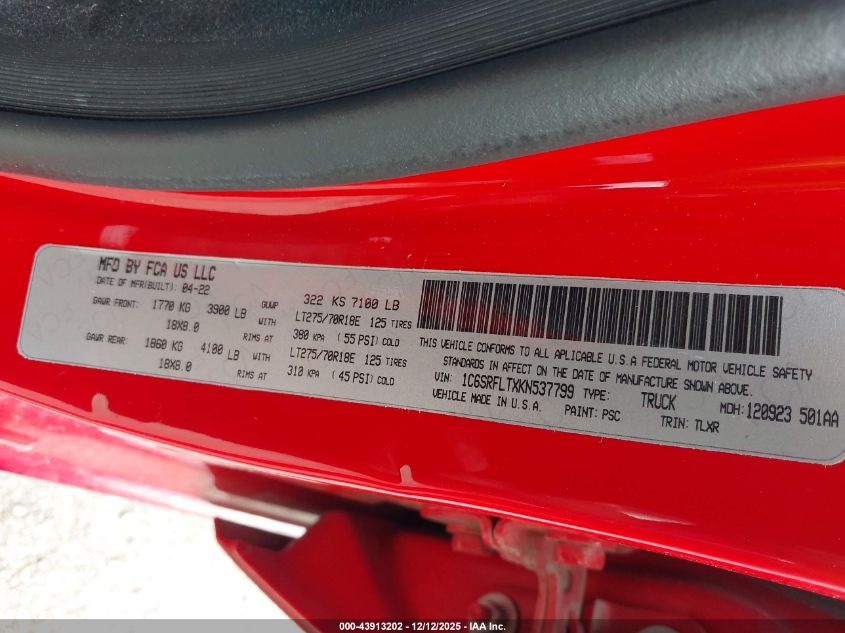 MFD BY FCA US LLC
DATE OF MFR(BUILT): 04-22 GUWP 322 KS 7100 LB
GAWR FRONT: 1770 KG 3900 LB WITH LT275/70R18E 125 TIRES
18X8.0 RIMS AT 380 KPA (55 PSI) COLD
GAWR REAR: 1860 KG 4100 LB WITH LT275/70R18E 125 TIRES
18X8.0 RIMS AT 310 KPA (45 PSI) COLD
THIS VEHICLE CONFORMS TO ALL APPLICABLE U.S.A FEDERAL MOTOR VEHICLE SAFETY
STANDARDS IN AFFECT ON THE DATE OF MANUFACTURE SNOWN ABOVE.
VIN: 1C6SRFLTXKN537799 TYPE: TRUCK MDH:120923 501AA
VEHICLE MADE IN U.S.A. PAINT: PSC TRIN: TLXR
000-43913202 - 12/12/2025 - IAA Inc.